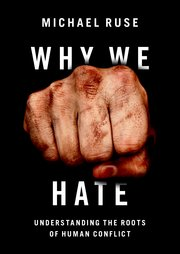 MICHAEL RUSE
WHY WE
HATE
UNDERSTANDING THE ROOTS
OF HUMAN CONFLICT